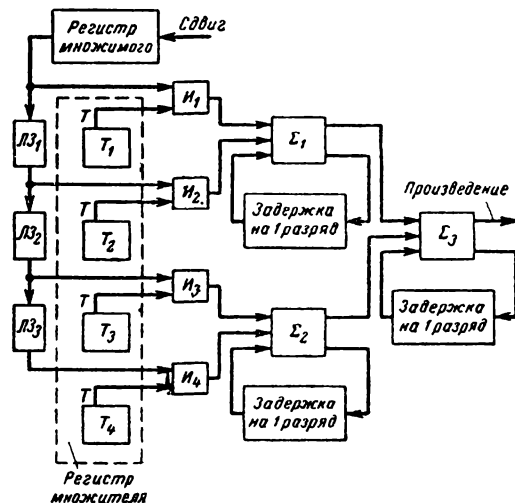 Регистр
множимого
Сдвиг
И₁
T
T₁
ЛЗ₁
Σ₁
И₂.
T
T₂
Задержка
на 1 разряд
Произведение
Σ₃
ЛЗ₂
И₃
T
T₃
Σ₂
Задержка
на 1 разряд
ЛЗ₃
И₄
T
T₄
Задержка
на 1 разряд
Регистр
множителя